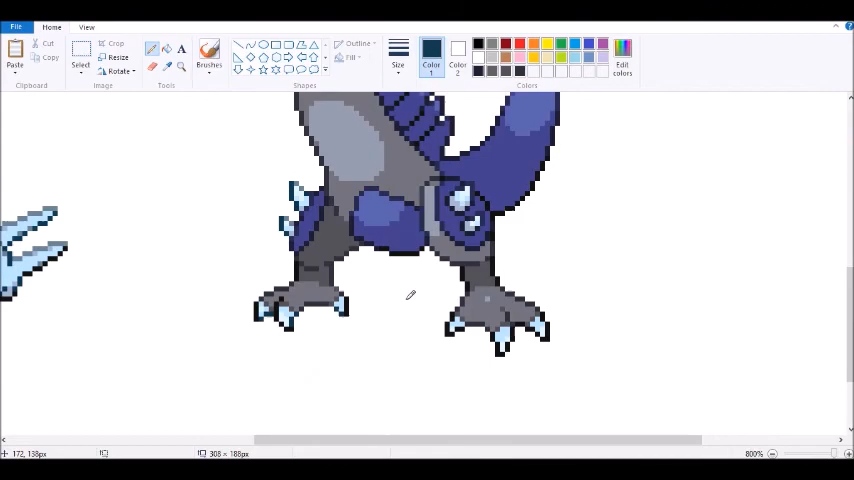 File Home View
Paste
Cut
Copy
Clipboard
Select
Crop
Resize
Rotate
Image
A
Tools
Brushes
Outline
Fill
Shapes
Size
Color
1
Color
2
Edit
colors
Colors
172, 138px
308 × 188px
800%